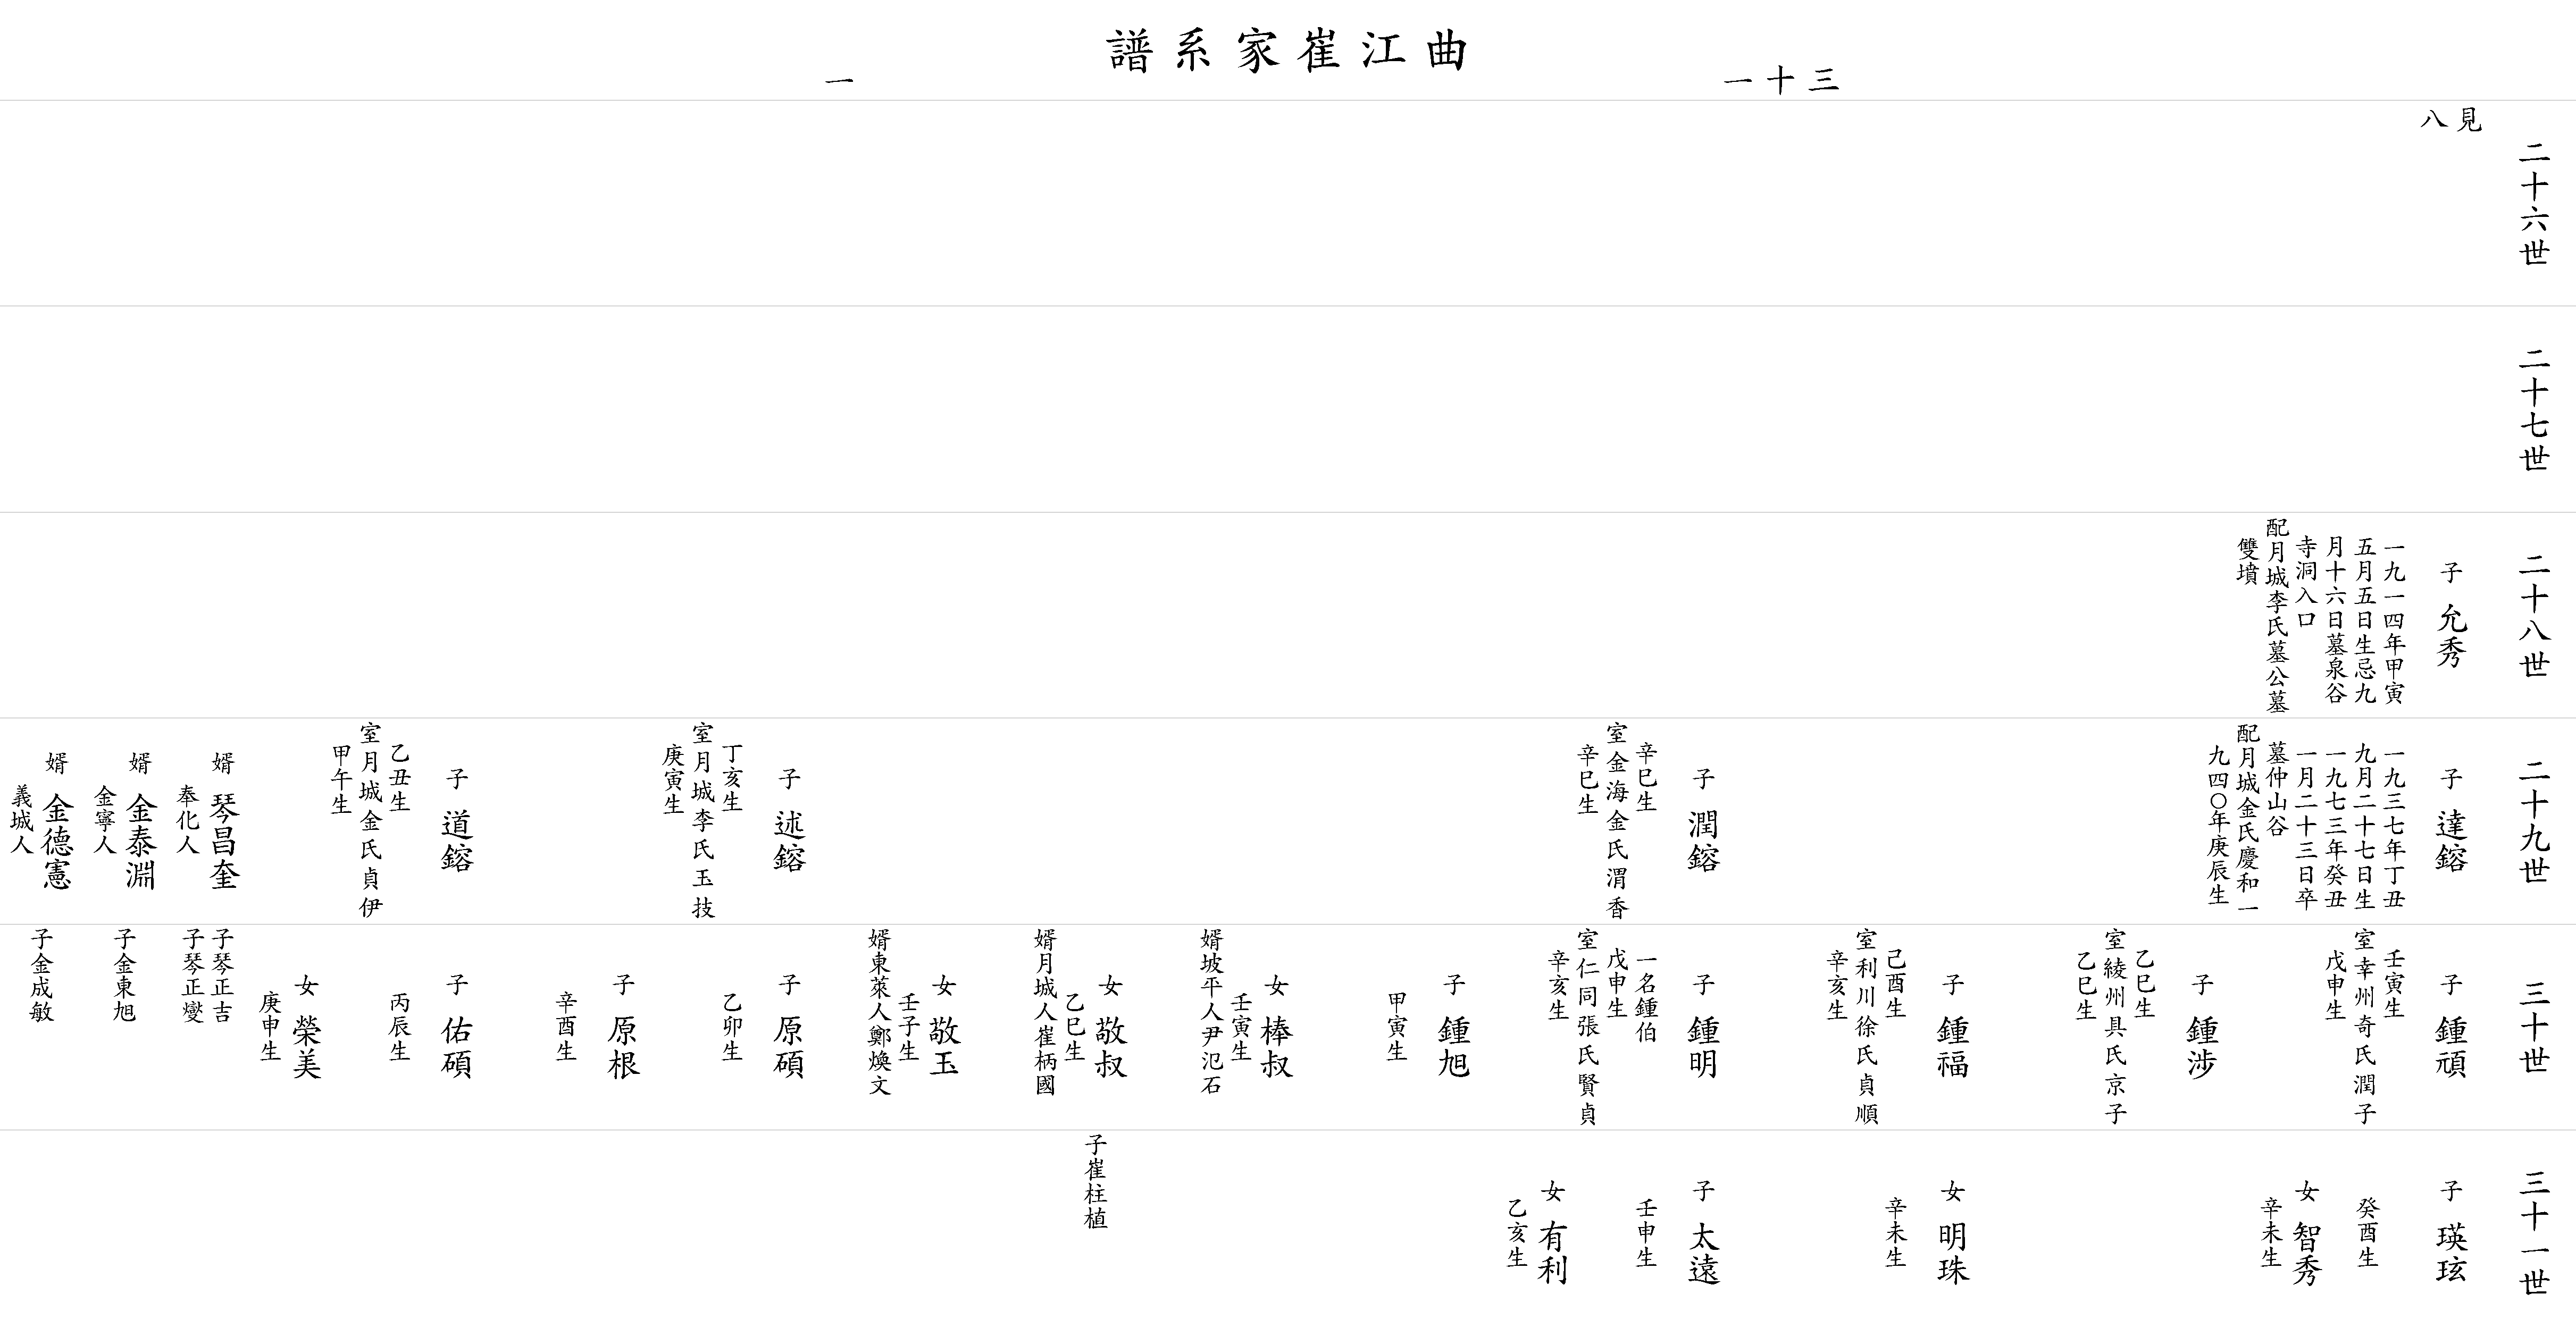 曲江崔家系譜
三十一
一
見八
二十六世
二十七世
二十八世
子 允秀
一九一四年甲寅
五月五日生忌九
月十六日墓泉谷
寺洞入口
配月城李氏墓公墓
雙墳
二十九世
子 達鎔
一九三七年丁丑
九月二十七日生
一九七三年癸丑
一月二十三日卒
墓仲山谷
配月城金氏慶和一
九四〇年庚辰生
子 潤鎔
辛巳生
室金海金氏渭香
辛巳生
子 述鎔
丁亥生
室月城李氏玉技
庚寅生
子 道鎔
乙丑生
室月城金氏貞伊
甲午生
婿 琴昌奎
奉化人
婿 金泰淵
金寧人
婿 金德憲
義城人
三十世
子 鍾頑
壬寅生
室幸州奇氏潤子
戊申生
子 鍾涉
乙巳生
室綾州具氏京子
乙巳生
子 鍾福
己酉生
室利川徐氏貞順
辛亥生
子 鍾明
一名鍾伯
戊申生
室仁同張氏賢貞
辛亥生
子 鍾旭
甲寅生
女 棒叔
壬寅生
婿坡平人尹氾石
女 敬叔
乙巳生
婿月城人崔柄國
女 敬玉
壬子生
婿東萊人鄭煥文
子 原碩
乙卯生
子 原根
辛酉生
子 佑碩
丙辰生
女 榮美
庚申生
子琴正吉
子琴正燮
子金東旭
子金成敏
三十一世
子 瑛玹
癸酉生
女 智秀
辛未生
女 明珠
辛未生
子 太遠
壬申生
女 有利
乙亥生
子崔柱植